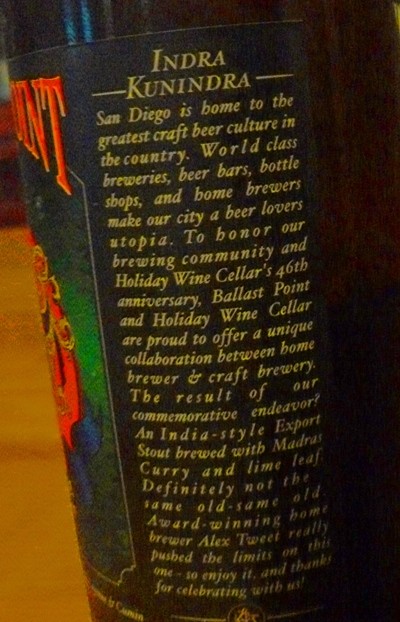 INDRA
KUNINDRA
San Diego is home to the
greatest craft beer culture in
the country. World class
breweries, beer bars, bottle
shops, and home brewers
make our city a beer lovers
utopia. To honor our
brewing community and
Holiday Wine Cellar's 46th
anniversary, Ballast Point
and Holiday Wine Cellar
are proud to offer a unique
collaboration between home
brewer & craft brewery.
The result of our
commemorative endeavor?
An India-style Export
Stout brewed with Madras
Curry and lime leaf.
Definitely not the
same old-same old.
Award-winning home
brewer Alex Tweet really
pushed the limits on this
one - so enjoy it, and thanks
for celebrating with us!
& Cumin